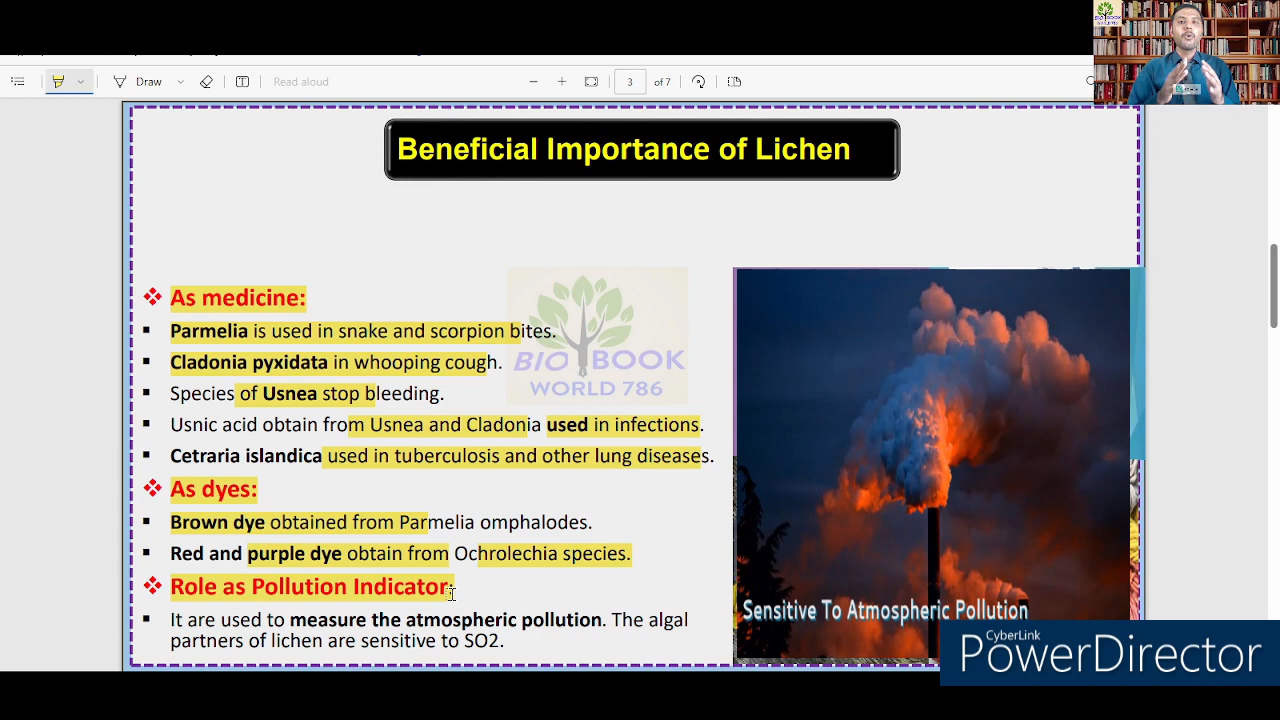 BIO BOOK
Draw
Read aloud
3
of 7
Beneficial Importance of Lichen
As medicine:
Parmelia is used in snake and scorpion bites.
Cladonia pyxidata in whooping cough.
Species of Usnea stop bleeding.
Usnic acid obtain from Usnea and Cladonia used in infections.
Cetraria islandica used in tuberculosis and other lung diseases.
BIO BOOK
WORLD 786
As dyes:
Brown dye obtained from Parmelia omphalodes.
Red and purple dye obtain from Ochrolechia species.
Role as Pollution Indicator:
It are used to measure the atmospheric pollution. The algal
partners of lichen are sensitive to SO2.
Sensitive To Atmospheric Pollution
CyberLink
PowerDirector